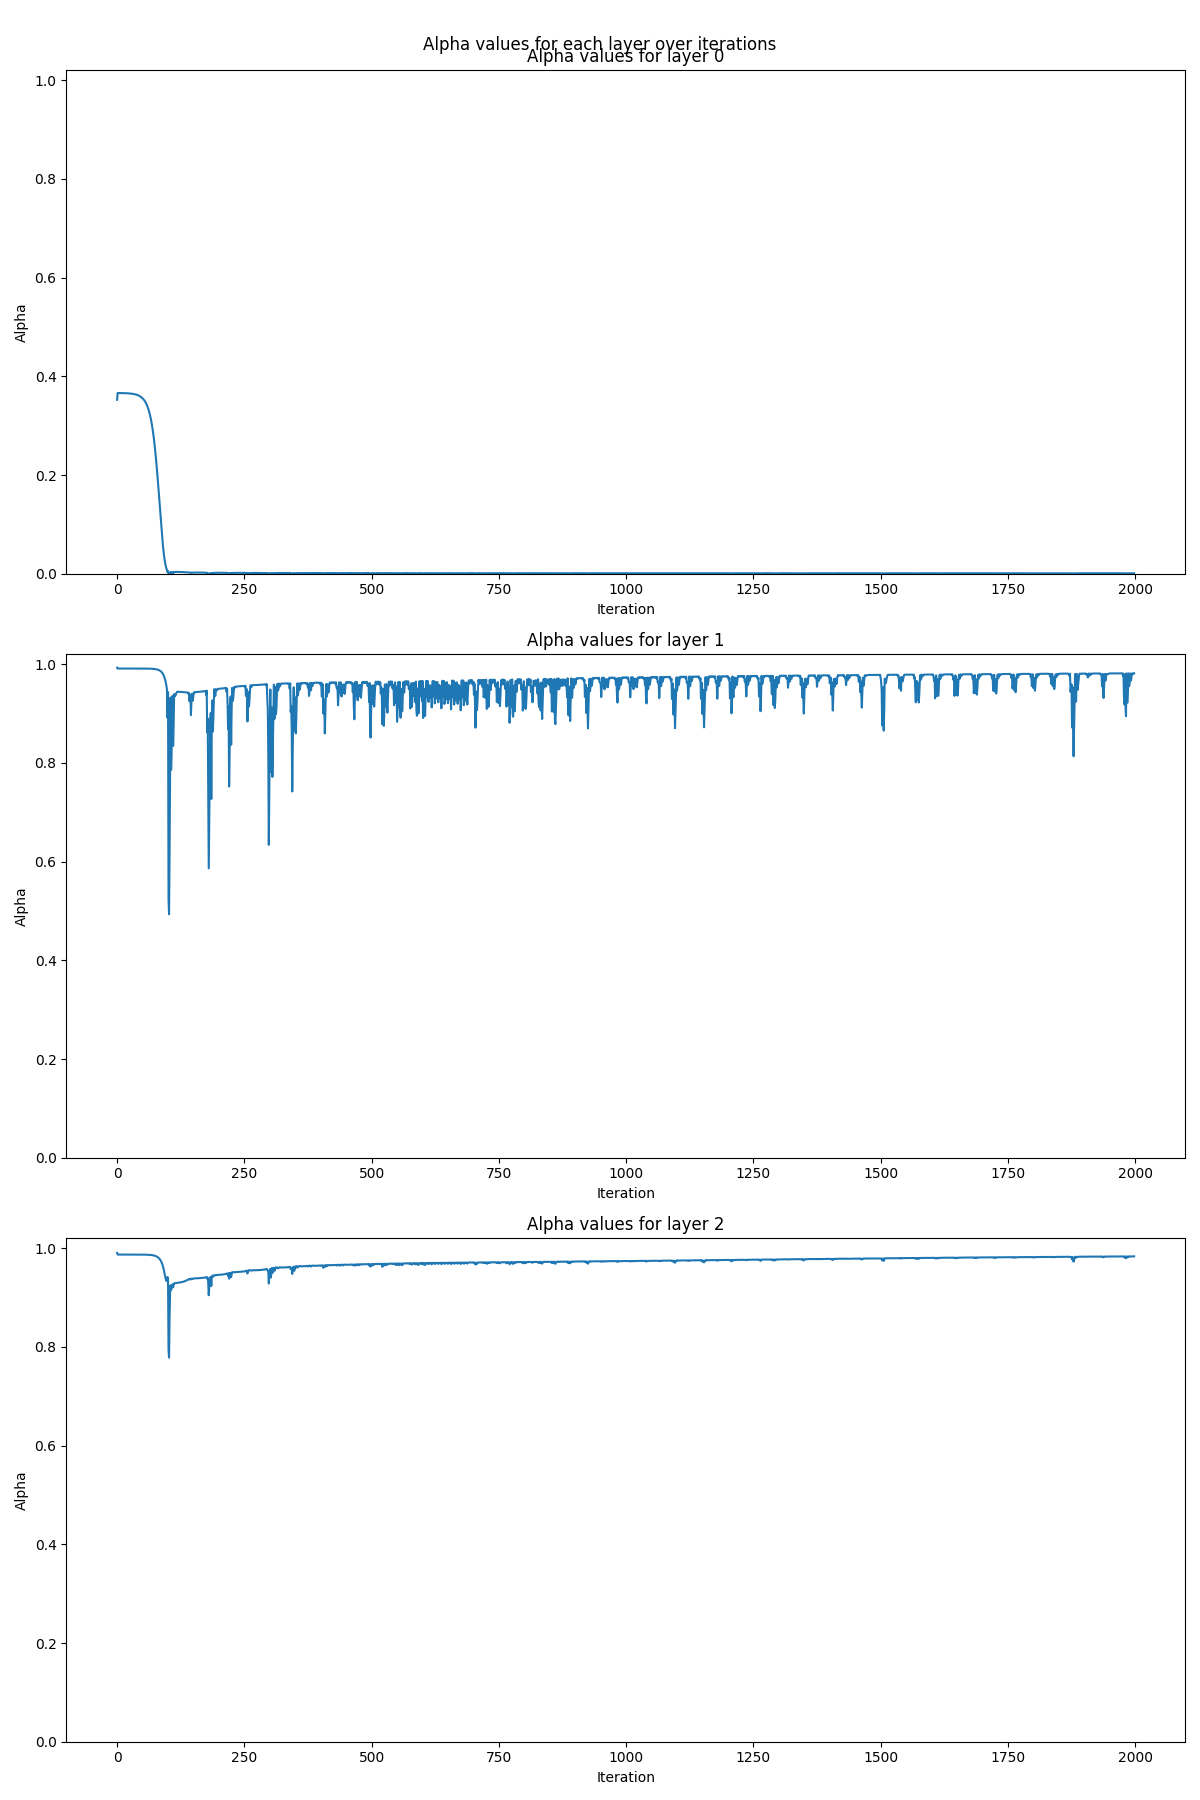 Alpha values for each layer over iterations
Alpha values for layer 0
1.0
0.8
0.6
0.4
0.2
0.0
Alpha
0 250 500 750 1000 1250 1500 1750 2000
Iteration
Alpha values for layer 1
1.0
0.8
0.6
0.4
0.2
0.0
Alpha
0 250 500 750 1000 1250 1500 1750 2000
Iteration
Alpha values for layer 2
1.0
0.8
0.6
0.4
0.2
0.0
Alpha
0 250 500 750 1000 1250 1500 1750 2000
Iteration